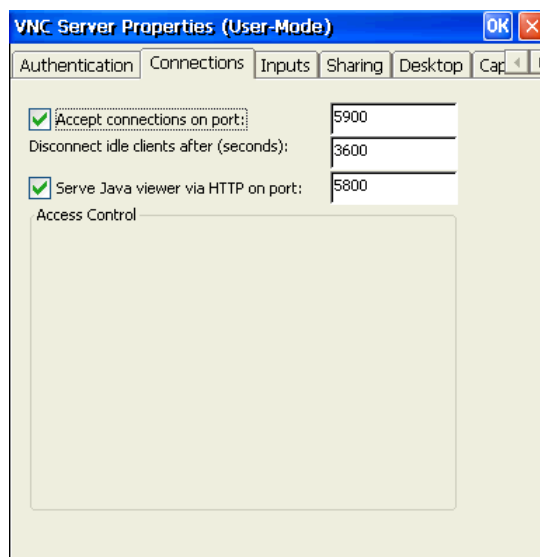 VNC Server Properties (User-Mode) OK
Authentication Connections Inputs Sharing Desktop
Accept connections on port: 5900
Disconnect idle clients after (seconds): 3600
Serve Java viewer via HTTP on port: 5800
Access Control